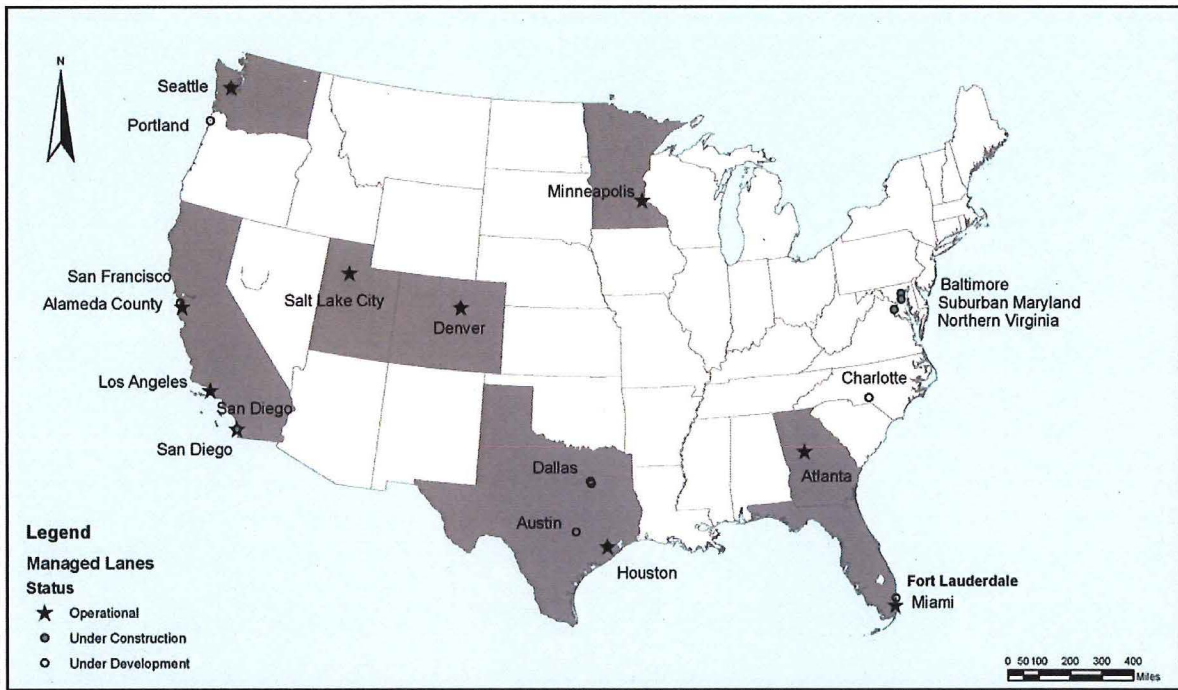 N
Seattle
Portland
Minneapolis
San Francisco
Alameda County
Salt Lake City
Denver
Baltimore
Suburban Maryland
Northern Virginia
Los Angeles
San Diego
San Diego
Charlotte
Dallas
Atlanta
Austin
Houston
Fort Lauderdale
Miami
Legend
Managed Lanes
Status
Operational
Under Construction
Under Development
0 50 100 200 300 400
Miles